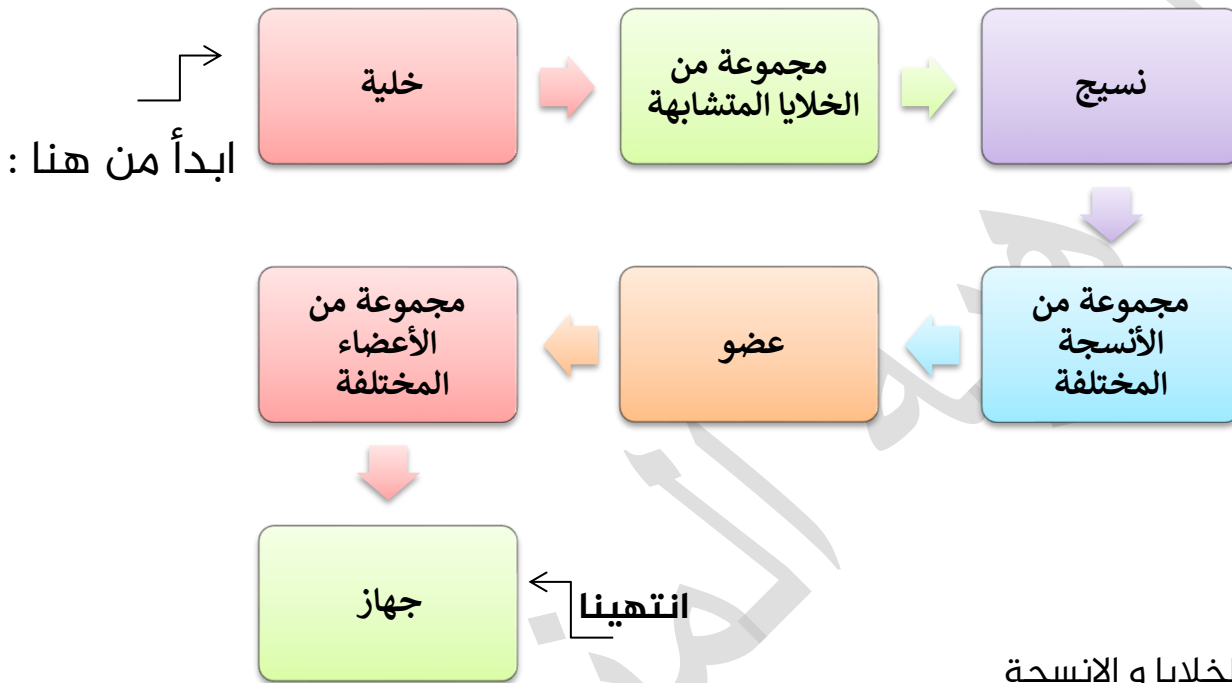 ابدأ من هنا :
خلية
مجموعة من
الخلايا المتشابهة
نسيج
مجموعة من
الأنسجة
المختلفة
عضو
مجموعة من
الأعضاء
المختلفة
جهاز
انتهينا
و الانسجة